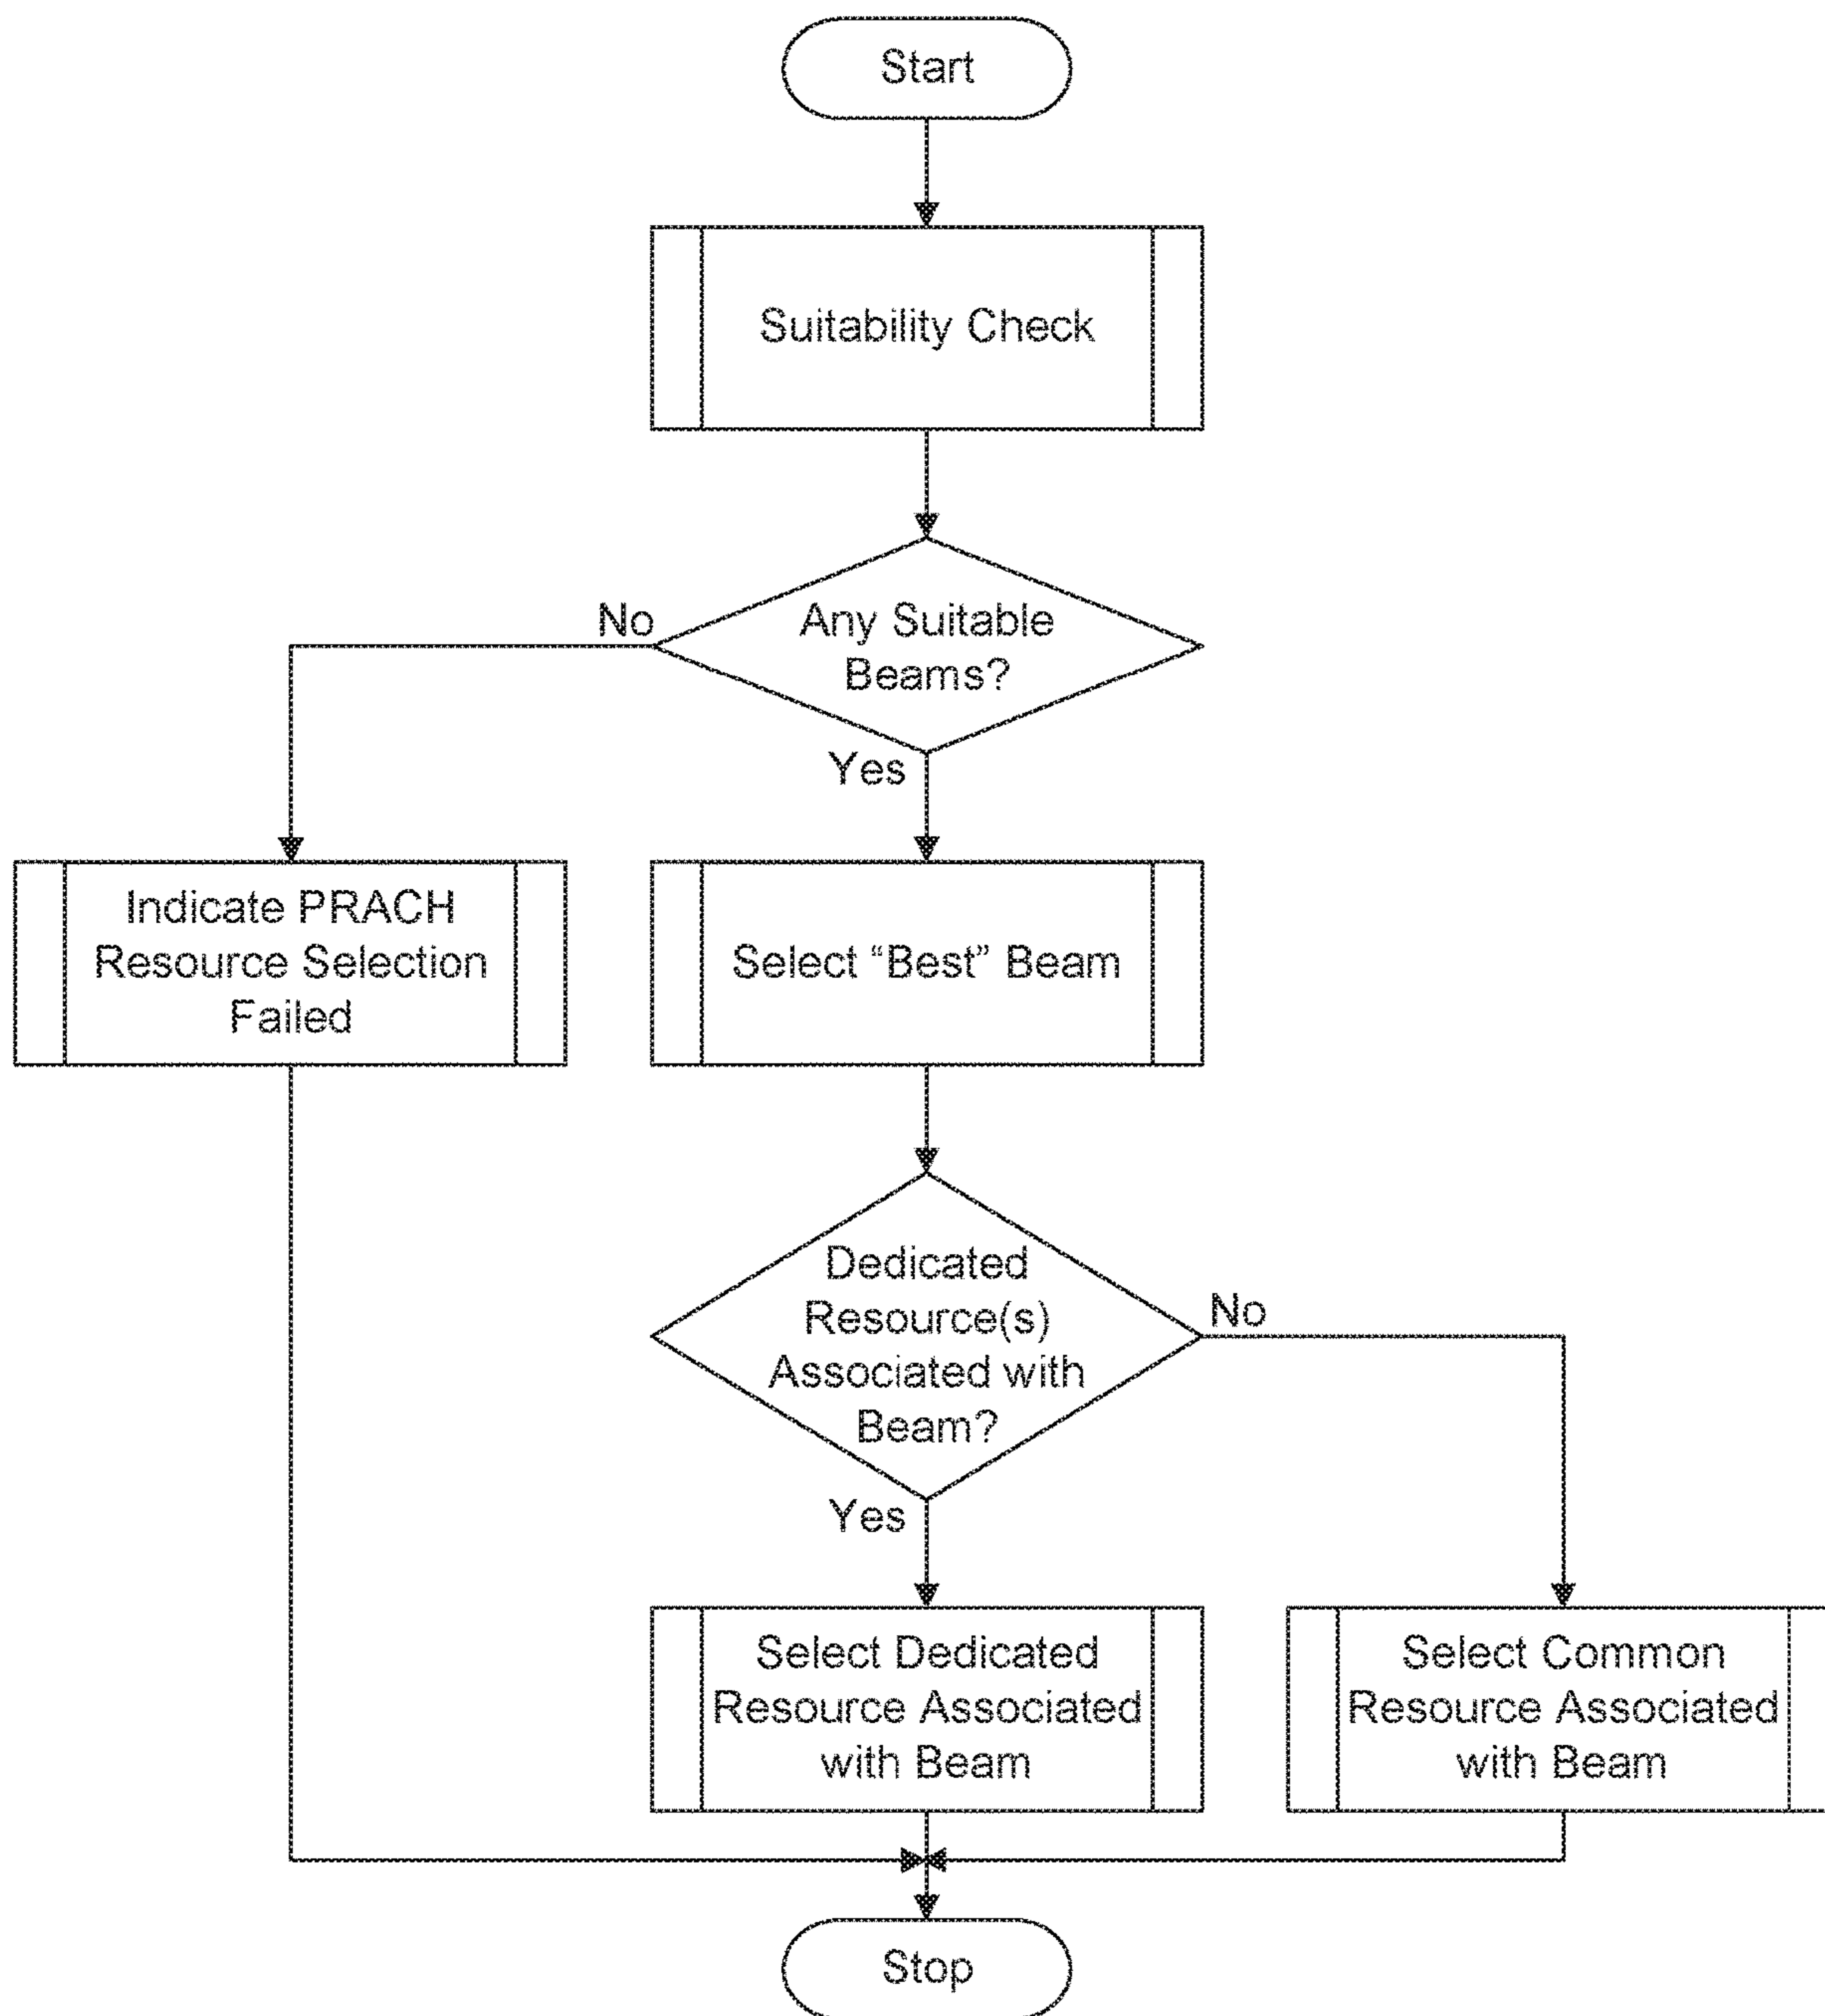 Start
Suitability Check
Any Suitable
Beams?
No
Yes
Indicate PRACH
Resource Selection
Failed
Select “Best” Beam
Dedicated
Resource(s)
Associated with
Beam?
No
Yes
Select Dedicated
Resource Associated
with Beam
Select Common
Resource Associated
with Beam
Stop